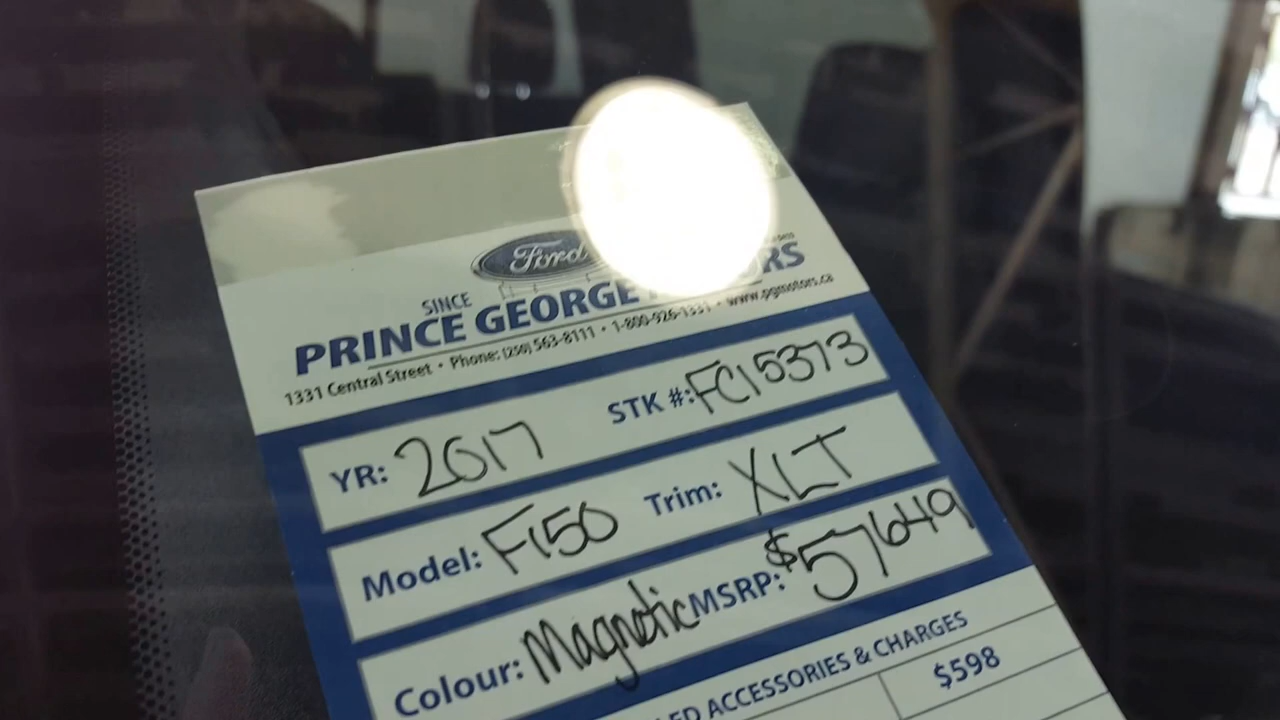 Ford
SINCE
PRINCE GEORGE
1331 Central Street • Phone: (250) 563-8111 • 1-800-926-1331 • www.pgmotors.ca
YR: 2017 STK #: FC15373
Model: F150 Trim: XLT
Colour: Magnetic MSRP: $57649
ACCESSORIES & CHARGES
$598